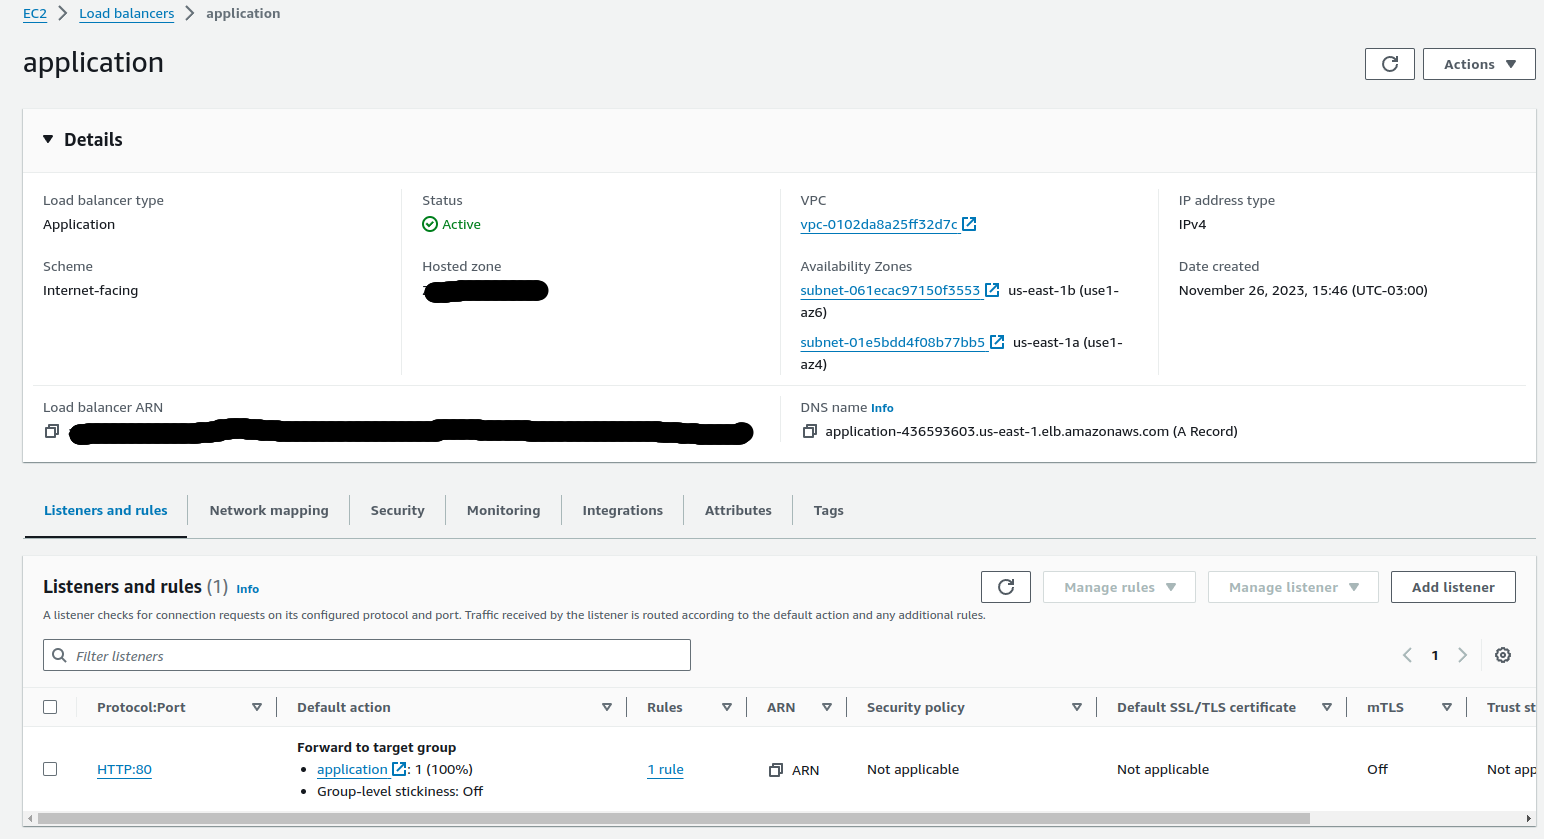 EC2 > Load balancers > application
application
Actions
Details
Load balancer type
Application
Status
Active
VPC
vpc-0102da8a25ff32d7c
IP address type
IPv4
Scheme
Internet-facing
Hosted zone
Availability Zones
subnet-061ecac97150f3553 us-east-1b (use1-
az6)
subnet-01e5bdd4f08b77bb5 us-east-1a (use1-
az4)
Date created
November 26, 2023, 15:46 (UTC-03:00)
Load balancer ARN
DNS name Info
application-436593603.us-east-1.elb.amazonaws.com (A Record)
Listeners and rules Network mapping Security Monitoring Integrations Attributes Tags
Listeners and rules (1) Info
Manage rules Manage listener Add listener
A listener checks for connection requests on its configured protocol and port. Traffic received by the listener is routed according to the default action and any additional rules.
Filter listeners
1
Protocol:Port Default action Rules ARN Security policy Default SSL/TLS certificate mTLS Trust st
HTTP:80
Forward to target group
• application: 1 (100%)
• Group-level stickiness: Off
1 rule
ARN
Not applicable
Not applicable
Off
Not app